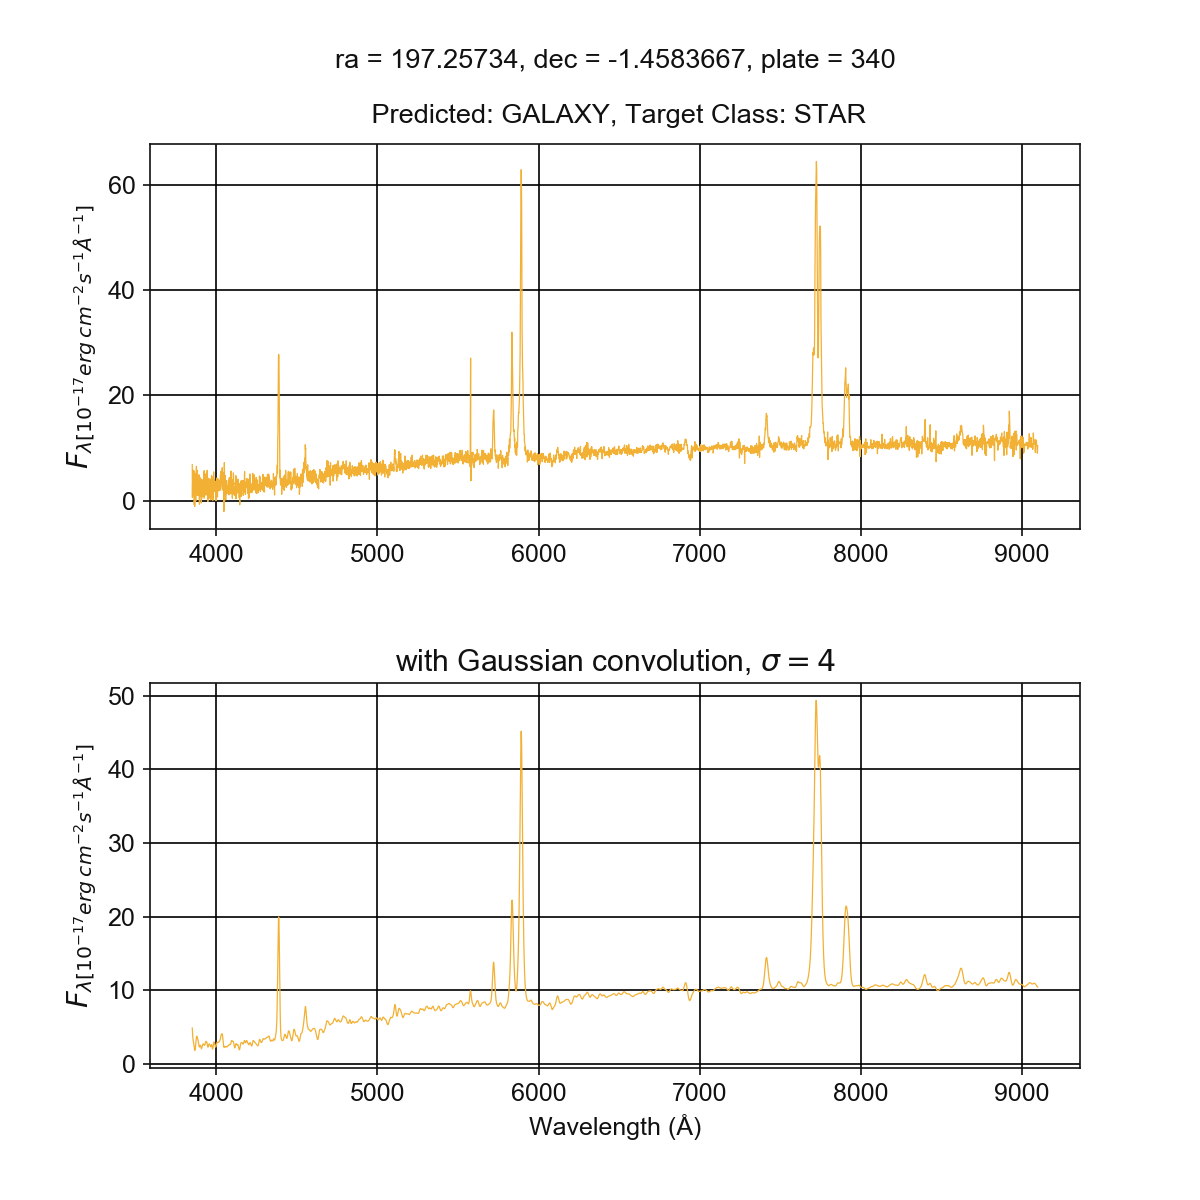 ra = 197.25734, dec = -1.4583667, plate = 340
Predicted: GALAXY, Target Class: STAR
F_λ[10⁻¹⁷ erg cm⁻² s⁻¹ Å⁻¹]
60
40
20
0
4000 5000 6000 7000 8000 9000
with Gaussian convolution, σ = 4
F_λ[10⁻¹⁷ erg cm⁻² s⁻¹ Å⁻¹]
50
40
30
20
10
0
4000 5000 6000 7000 8000 9000
Wavelength (Å)